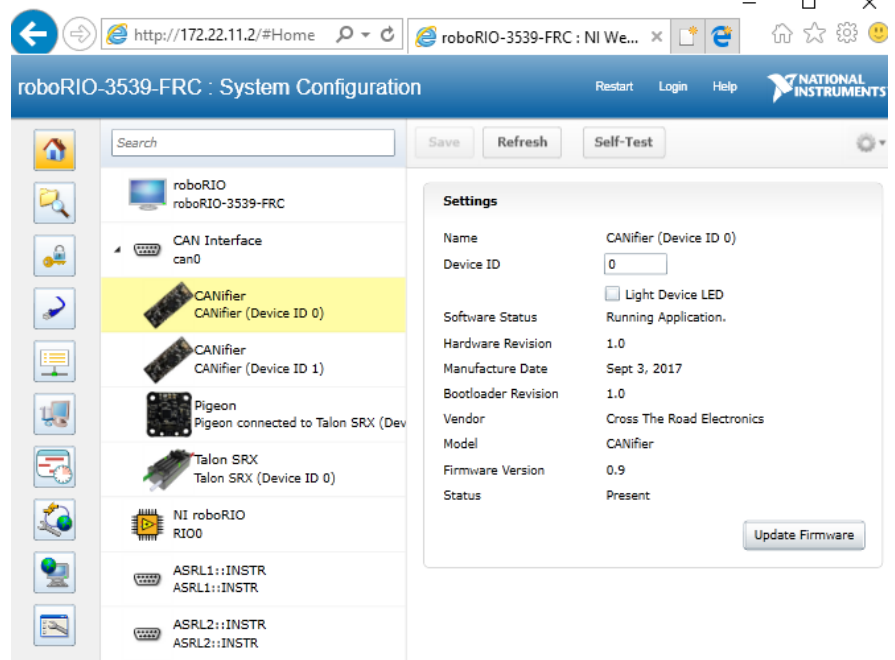 http://172.22.11.2/#Home
roboRIO-3539-FRC : NI We...
roboRIO-3539-FRC : System Configuration
Restart Login Help
NATIONAL INSTRUMENTS
Search
Save Refresh Self-Test
roboRIO
roboRIO-3539-FRC
CAN Interface
can0
CANifier
CANifier (Device ID 0)
CANifier
CANifier (Device ID 1)
Pigeon
Pigeon connected to Talon SRX (Dev
Talon SRX
Talon SRX (Device ID 0)
NI roboRIO
RIO0
ASRL1::INSTR
ASRL1::INSTR
ASRL2::INSTR
ASRL2::INSTR
Settings
Name CANifier (Device ID 0)
Device ID 0
Light Device LED
Software Status Running Application.
Hardware Revision 1.0
Manufacture Date Sept 3, 2017
Bootloader Revision 1.0
Vendor Cross The Road Electronics
Model CANifier
Firmware Version 0.9
Status Present
Update Firmware